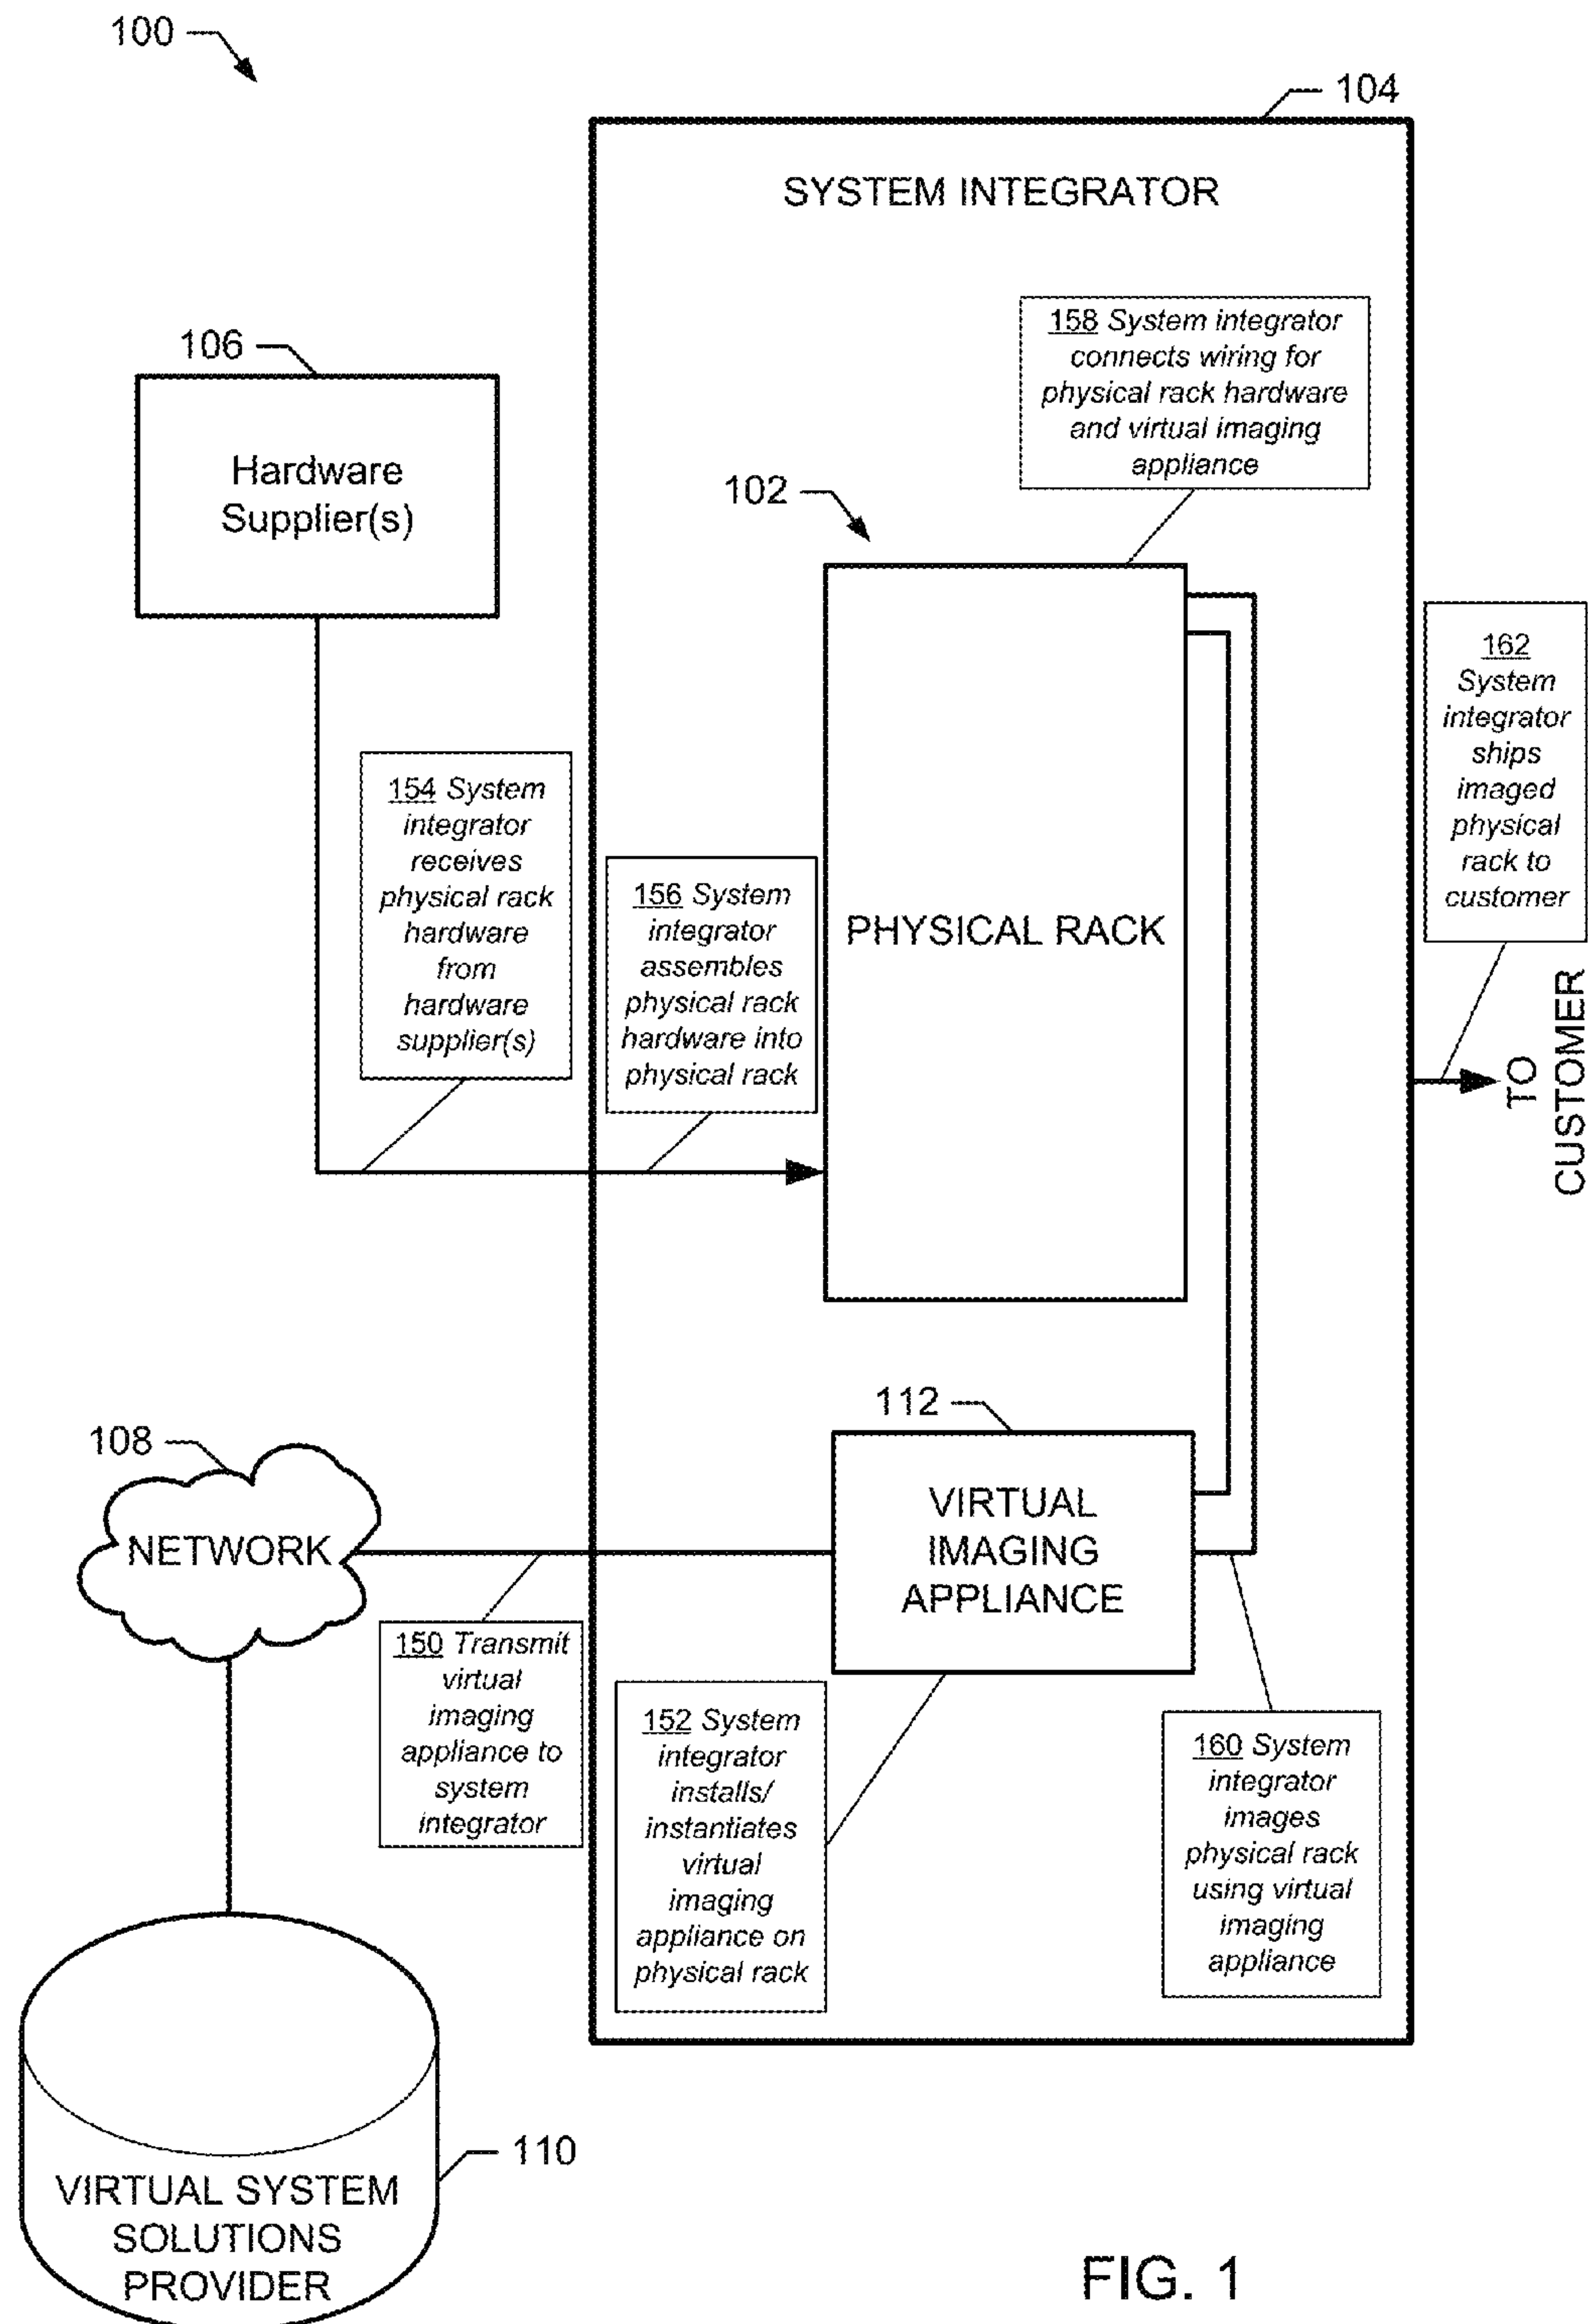 100
104
SYSTEM INTEGRATOR
158 System integrator
connects wiring for
physical rack hardware
and virtual imaging
appliance
106
Hardware
Supplier(s)
102
PHYSICAL RACK
162
System
integrator
ships
imaged
physical
rack to
customer
154 System
integrator
receives
physical rack
hardware
from
hardware
supplier(s)
156 System
integrator
assembles
physical rack
hardware into
physical rack
TO
CUSTOMER
112
VIRTUAL
IMAGING
APPLIANCE
108
NETWORK
150 Transmit
virtual
imaging
appliance to
system
integrator
152 System
integrator
installs/
instantiates
virtual
imaging
appliance on
physical rack
160 System
integrator
images
physical rack
using virtual
imaging
appliance
110
VIRTUAL SYSTEM
SOLUTIONS
PROVIDER
FIG. 1